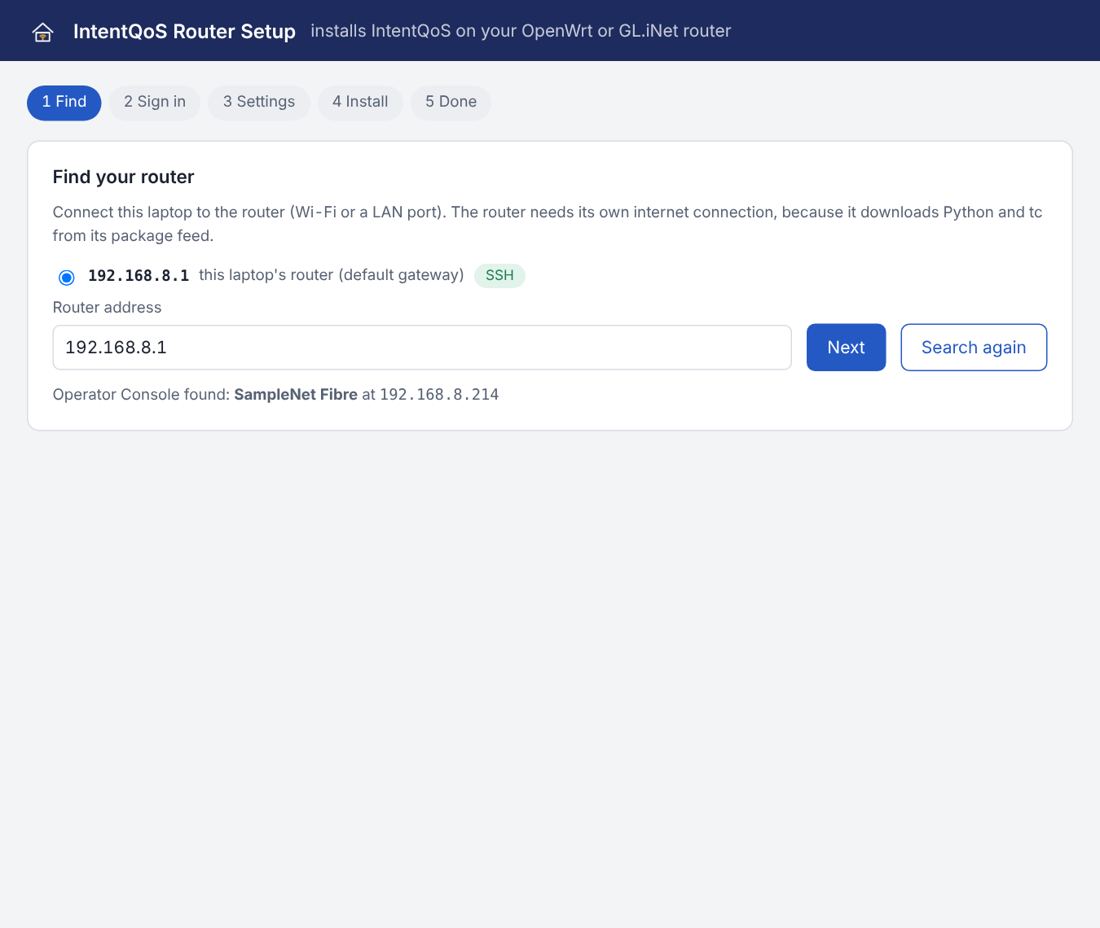 IntentQoS Router Setup installs IntentQoS on your OpenWrt or GL.iNet router
1 Find 2 Sign in 3 Settings 4 Install 5 Done
Find your router
Connect this laptop to the router (Wi-Fi or a LAN port). The router needs its own internet connection, because it downloads Python and tc
from its package feed.
192.168.8.1 this laptop's router (default gateway) SSH
Router address
192.168.8.1 Next Search again
Operator Console found: SampleNet Fibre at 192.168.8.214